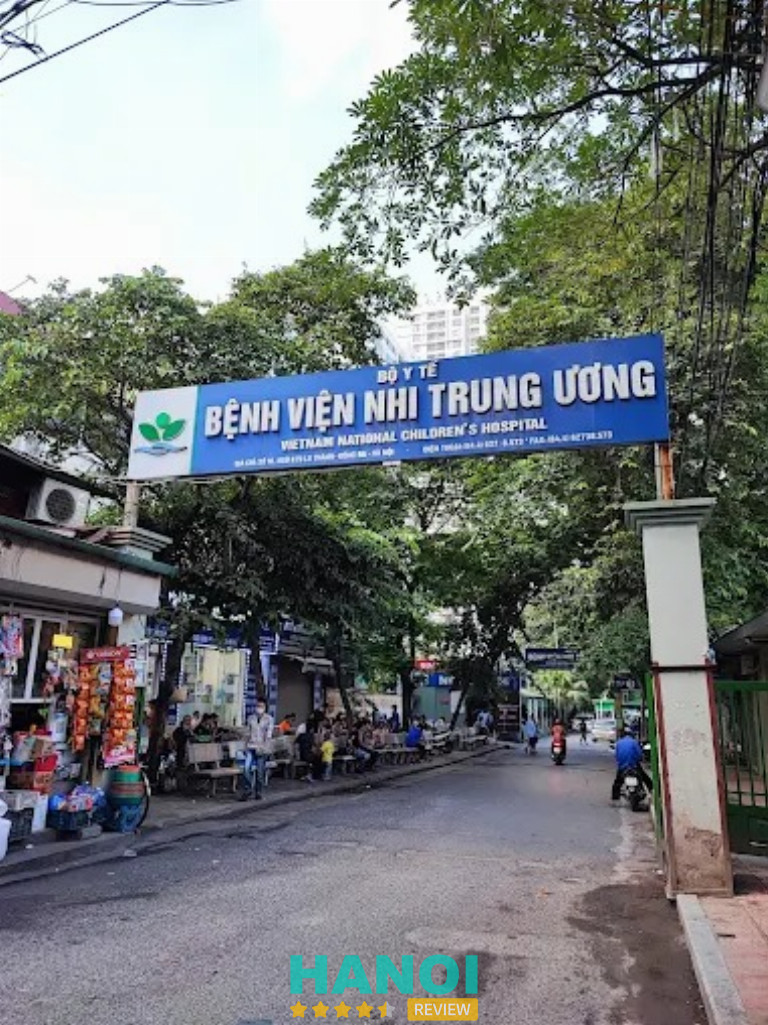 BỘ Y TẾ
BỆNH VIỆN NHI TRUNG ƯƠNG
VIETNAM NATIONAL CHILDREN'S HOSPITAL
HANOI
REVIEW